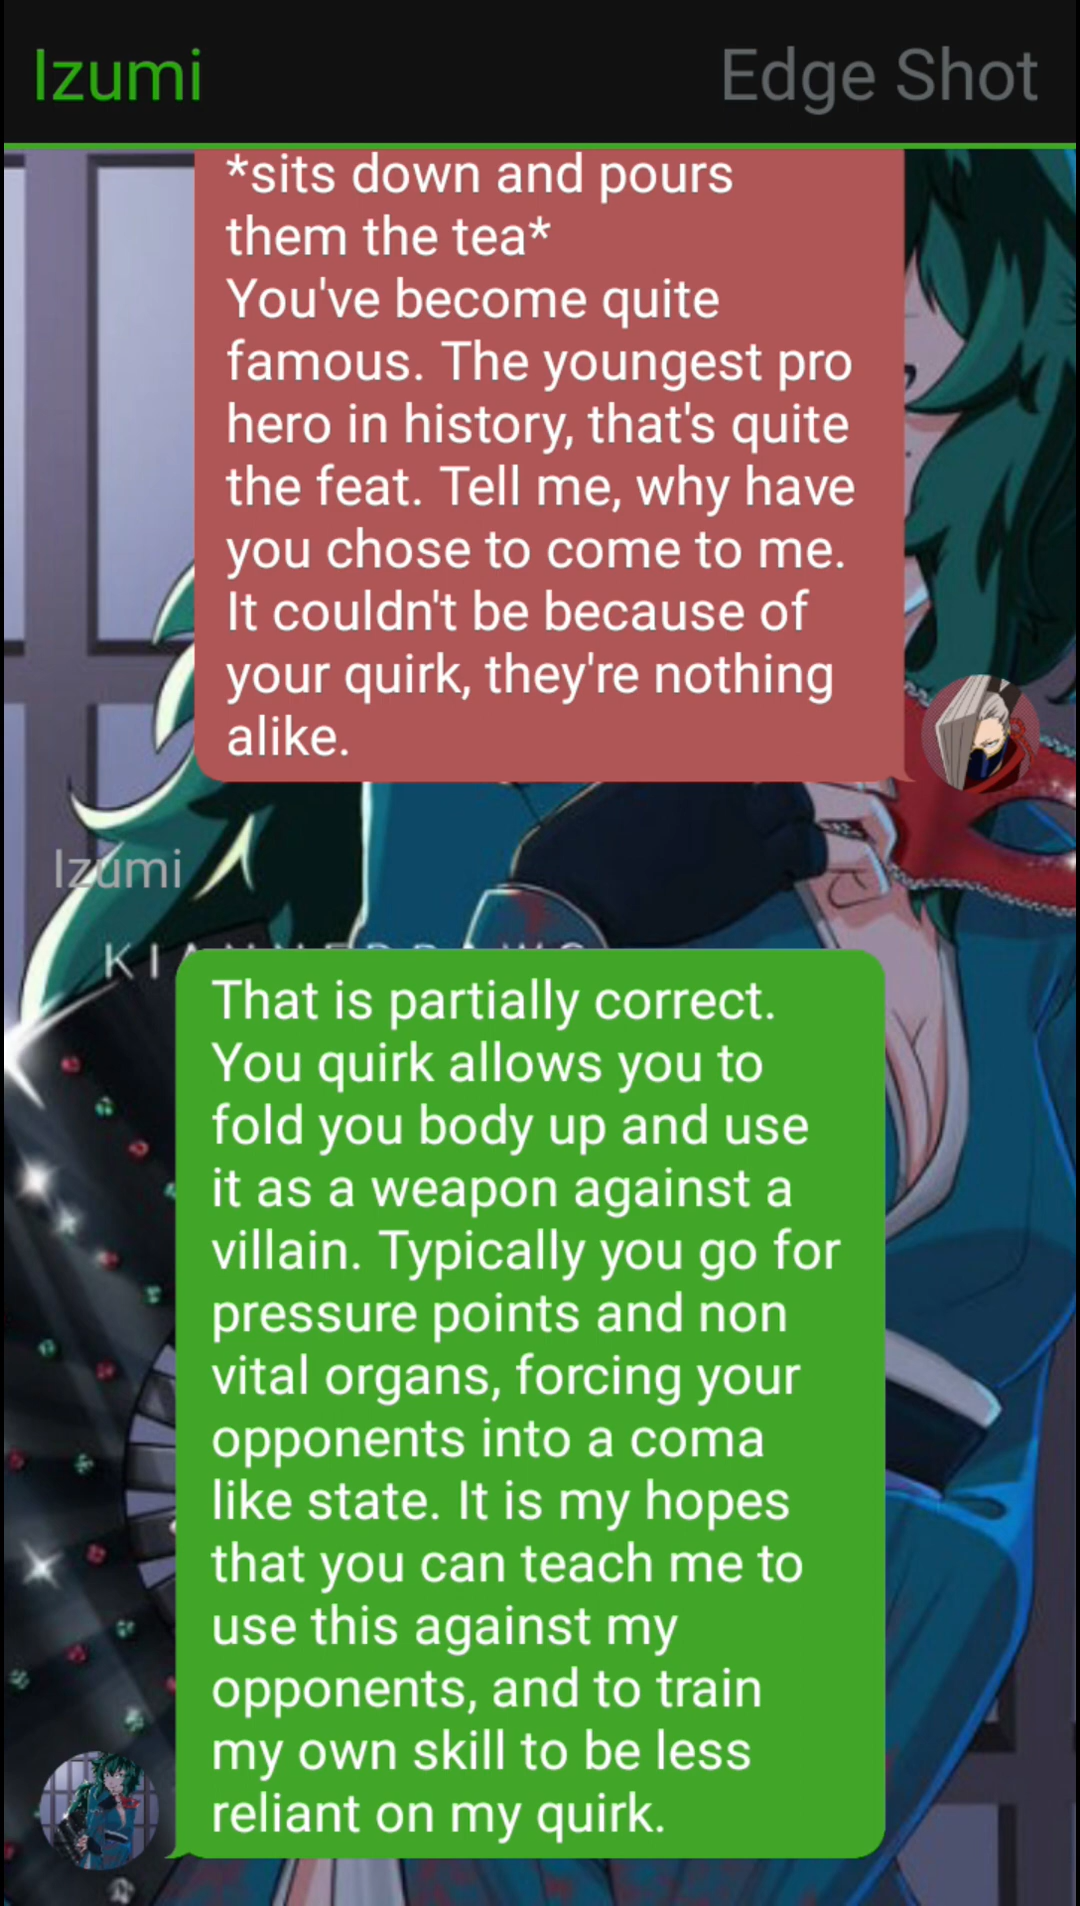 Izumi
Edge Shot
*sits down and pours
them the tea*
You've become quite
famous. The youngest pro
hero in history, that's quite
the feat. Tell me, why have
you chose to come to me.
It couldn't be because of
your quirk, they're nothing
alike.
Izumi
That is partially correct.
You quirk allows you to
fold you body up and use
it as a weapon against a
villain. Typically you go for
pressure points and non
vital organs, forcing your
opponents into a coma
like state. It is my hopes
that you can teach me to
use this against my
opponents, and to train
my own skill to be less
reliant on my quirk.